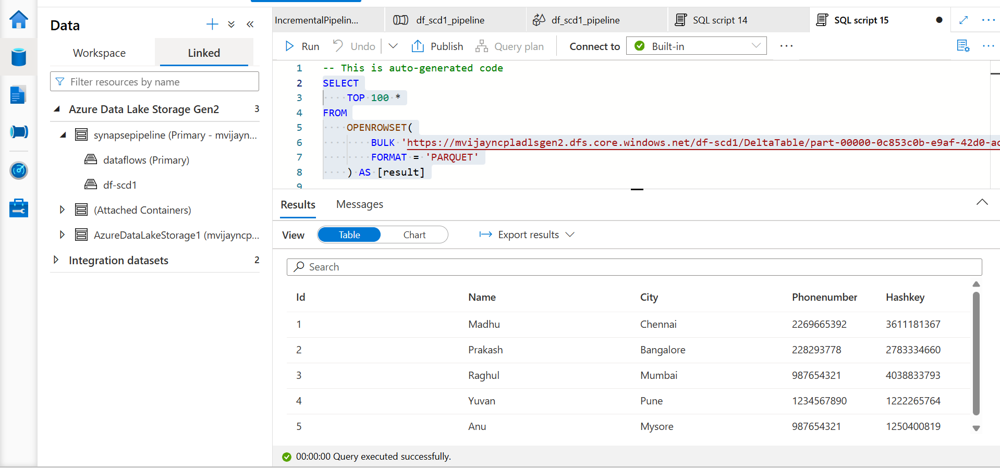 Data
Workspace
Linked
Filter resources by name
Azure Data Lake Storage Gen2 3
synapsepipeline (Primary - mvijayn...
dataflows (Primary)
df-scd1
(Attached Containers)
AzureDataLakeStorage1 (mvijayncp...
Integration datasets 2
IncrementalPipelin...
df_scd1_pipeline
df_scd1_pipeline
SQL script 14
SQL script 15
Run
Undo
Publish
Query plan
Connect to
Built-in
1 -- This is auto-generated code
2 SELECT
3 TOP 100 *
4 FROM
5 OPENROWSET(
6 BULK 'https://mvijayncpladlsgen2.dfs.core.windows.net/df-scd1/DeltaTable/part-00000-0c853c0b-e9af-42d0-ac
7 FORMAT = 'PARQUET'
8 ) AS [result]
9
Results
Messages
View
Table
Chart
Export results
Search
Id Name City Phonenumber Hashkey
1 Madhu Chennai 2269665392 3611181367
2 Prakash Bangalore 228293778 2783334660
3 Raghul Mumbai 987654321 4038833793
4 Yuvan Pune 1234567890 1222265764
5 Anu Mysore 987654321 1250400819
00:00:00 Query executed successfully.